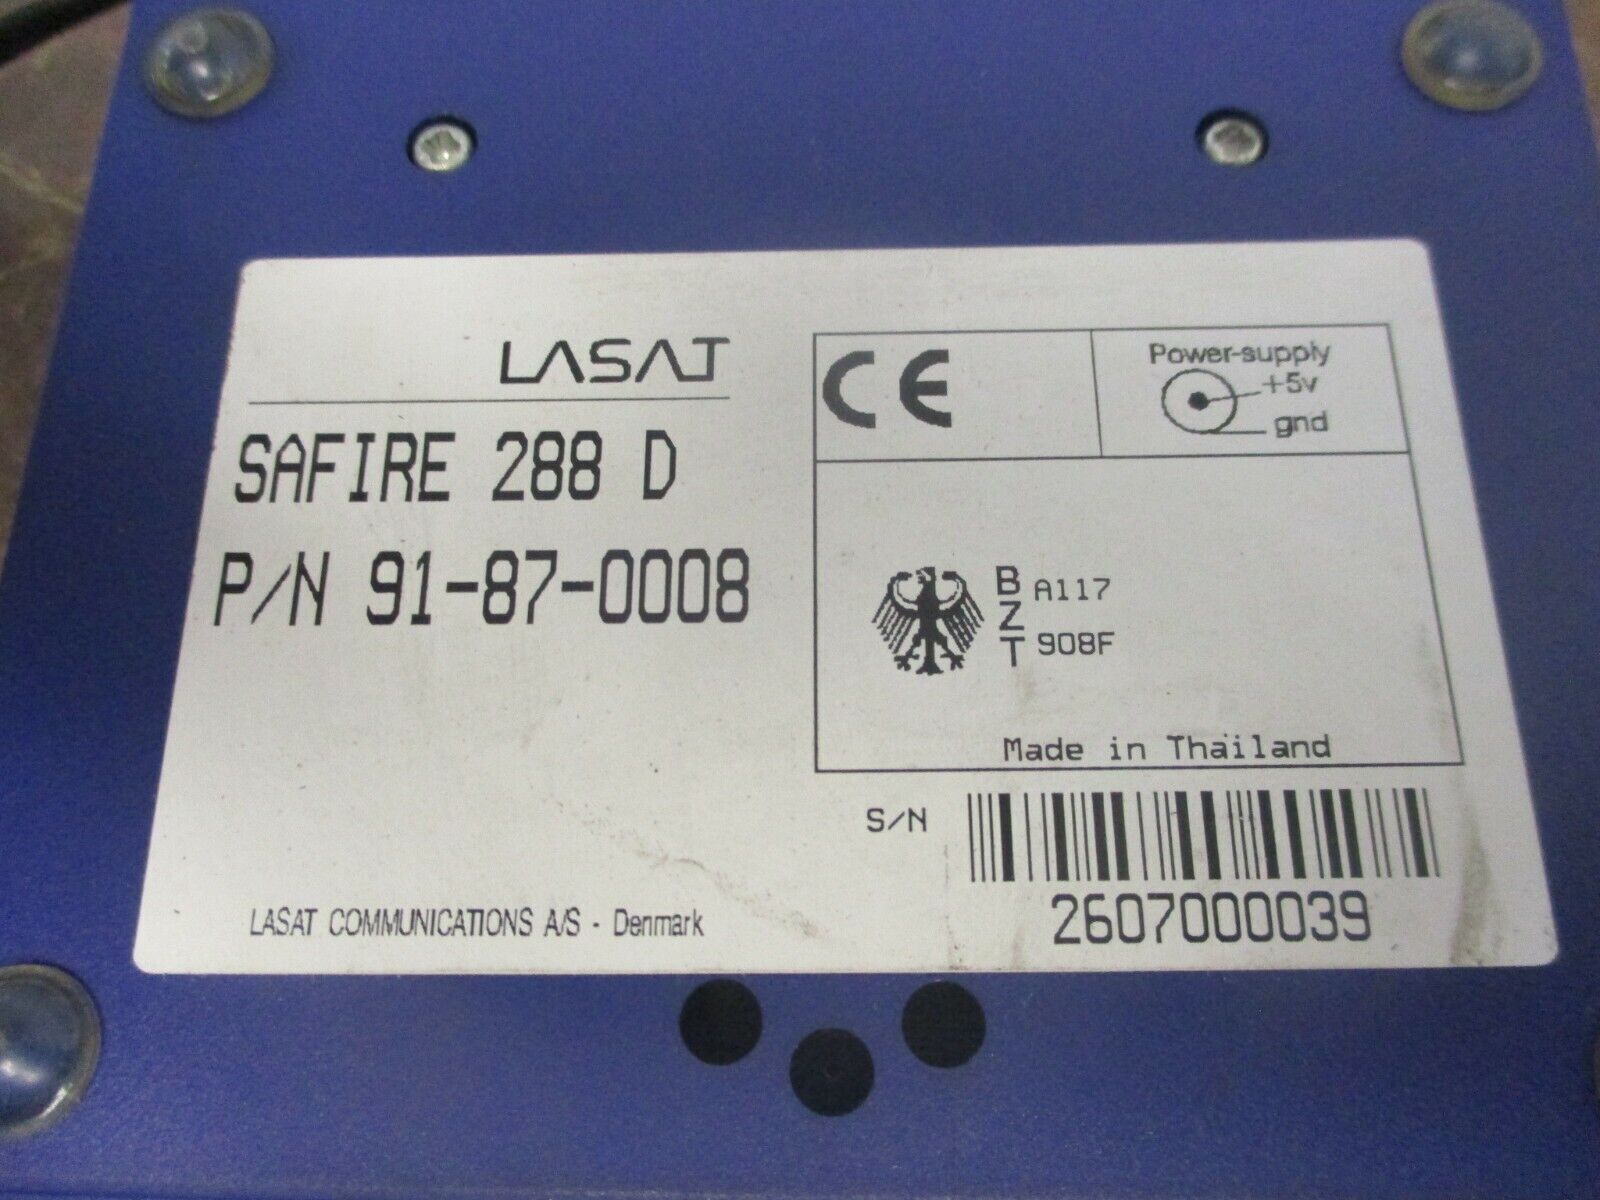 LASAT
SAFIRE 288 D
P/N 91-87-0008
LASAT COMMUNICATIONS A/S - Denmark
CE
Power-supply
+5v
gnd
BZT
A117
908F
Made in Thailand
S/N
2607000039